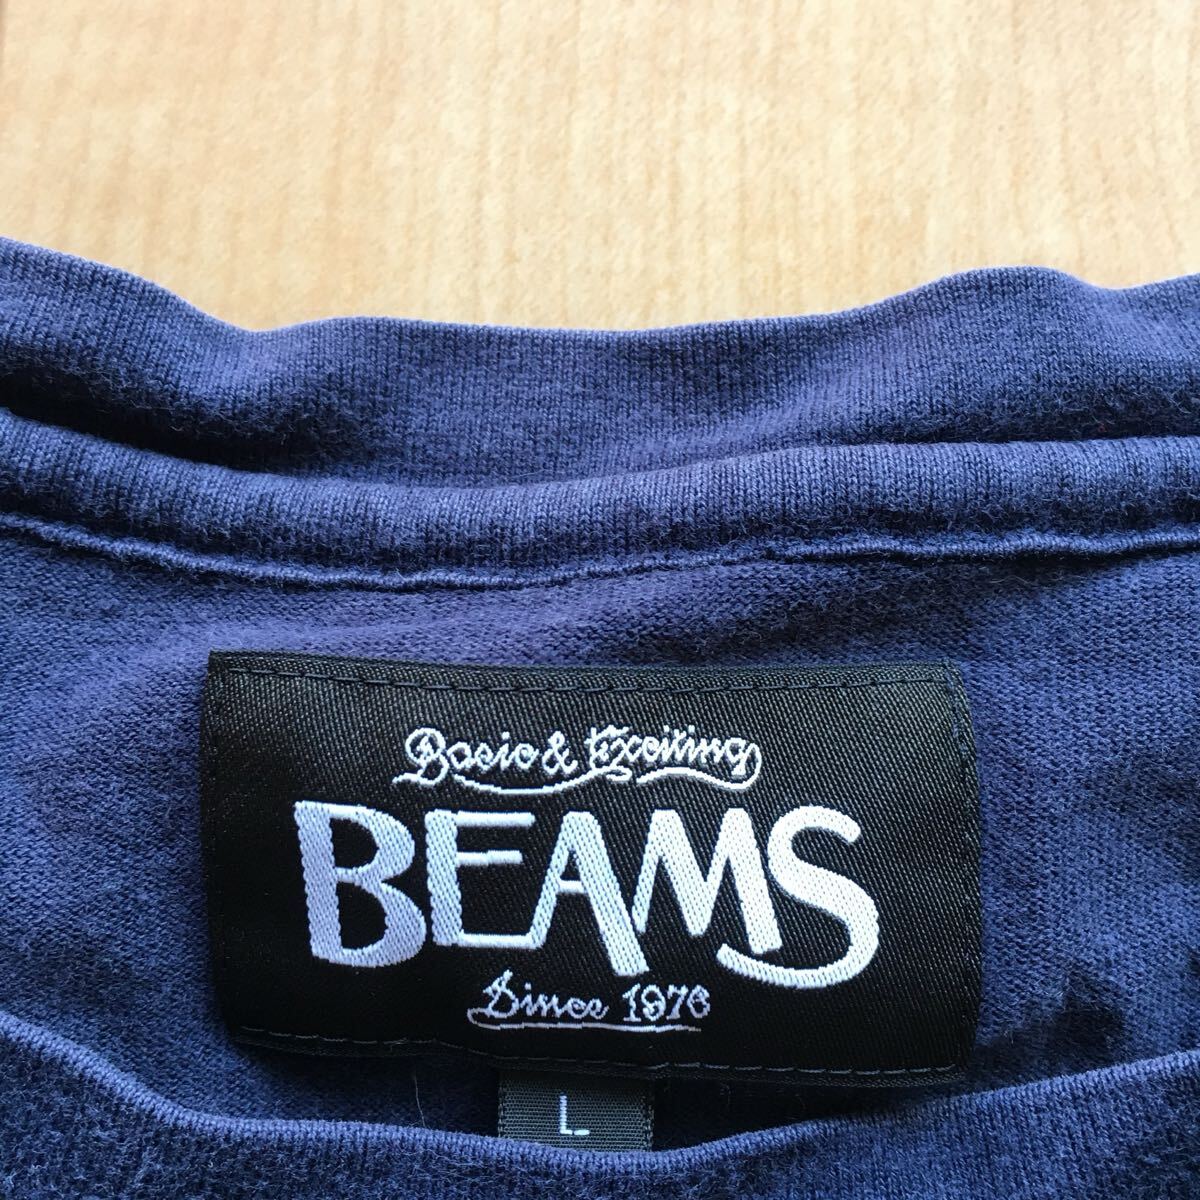 Basic & Exciting
BEAMS
Since 1976
L